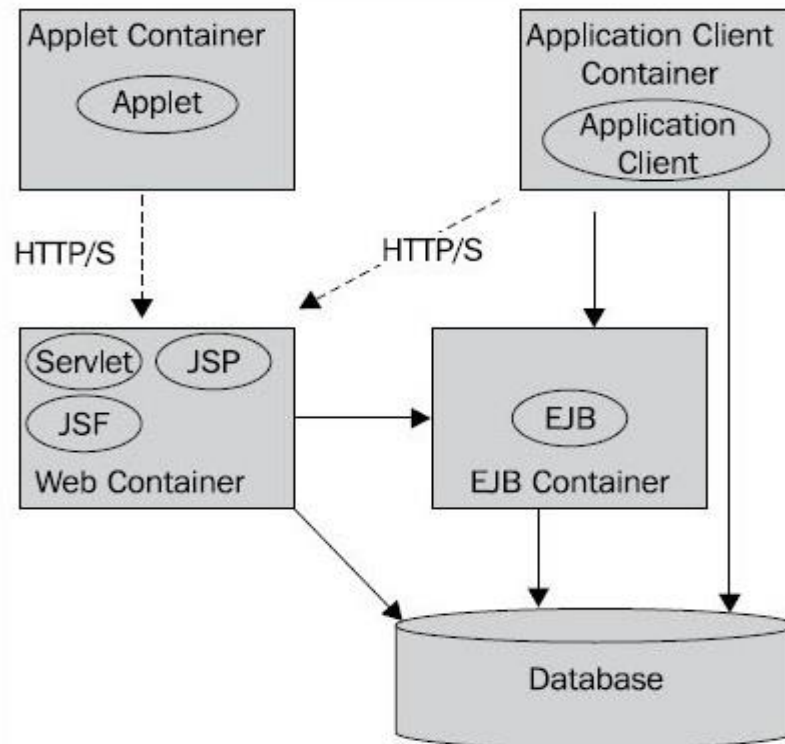 Applet Container
Applet
Application Client
Container
Application
Client
HTTP/S
HTTP/S
Servlet
JSP
JSF
Web Container
EJB
EJB Container
Database